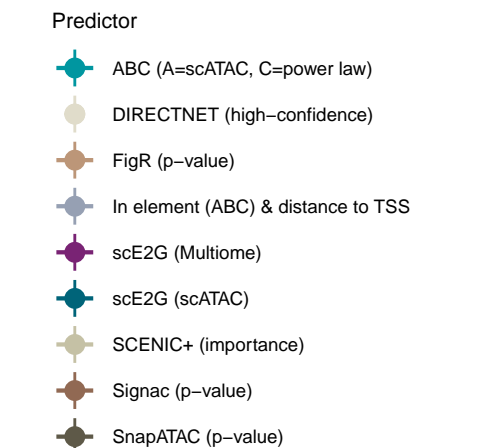 Predictor
ABC (A=scATAC, C=power law)
DIRECTNET (high−confidence)
FigR (p−value)
In element (ABC) & distance to TSS
scE2G (Multiome)
scE2G (scATAC)
SCENIC+ (importance)
Signac (p−value)
SnapATAC (p−value)